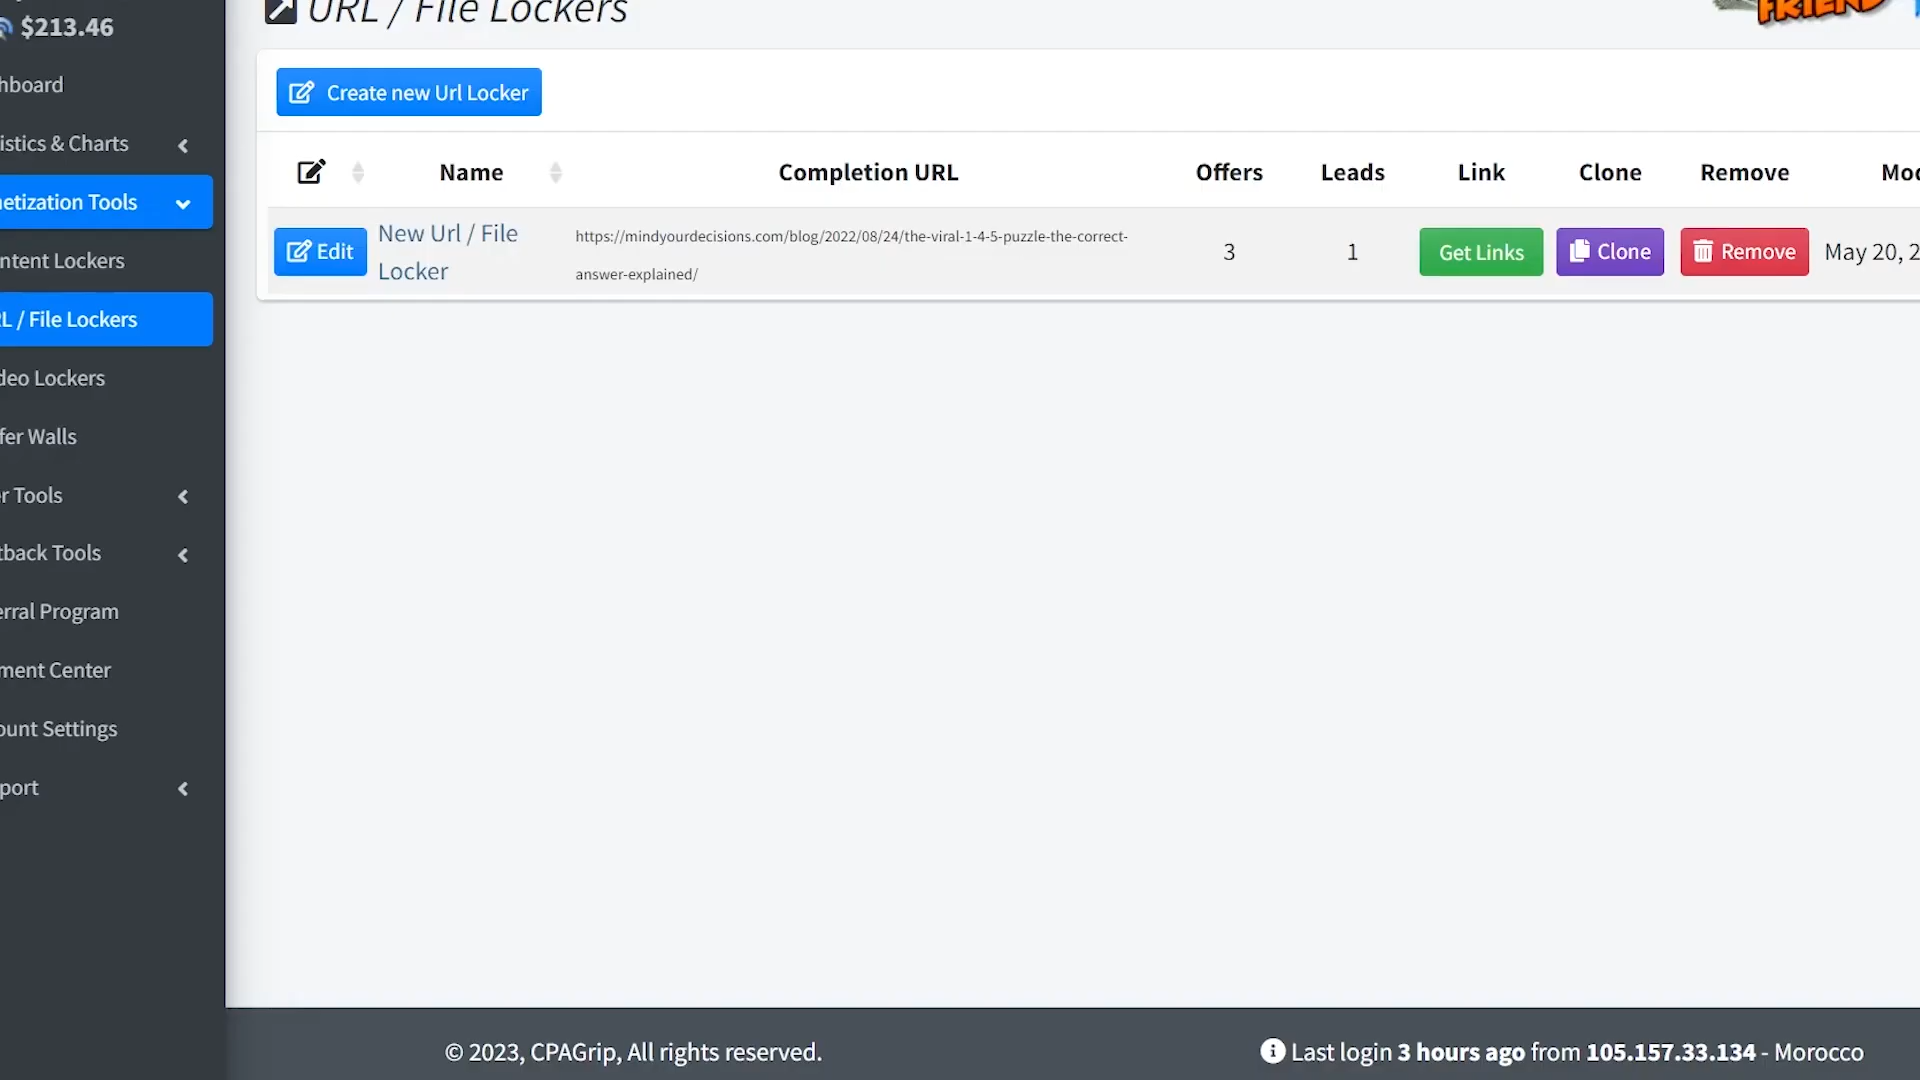 $213.46
hboard
istics & Charts
netization Tools
ntent Lockers
L / File Lockers
deo Lockers
fer Walls
r Tools
tback Tools
erral Program
ment Center
ount Settings
port
URL / File Lockers
FRIEND
Create new Url Locker
Name
Completion URL
Offers
Leads
Link
Clone
Remove
Mod
Edit
New Url / File
Locker
https://mindyourdecisions.com/blog/2022/08/24/the-viral-1-4-5-puzzle-the-correct-
answer-explained/
3
1
Get Links
Clone
Remove
May 20, 2
© 2023, CPAGrip, All rights reserved.
Last login 3 hours ago from 105.157.33.134 - Morocco